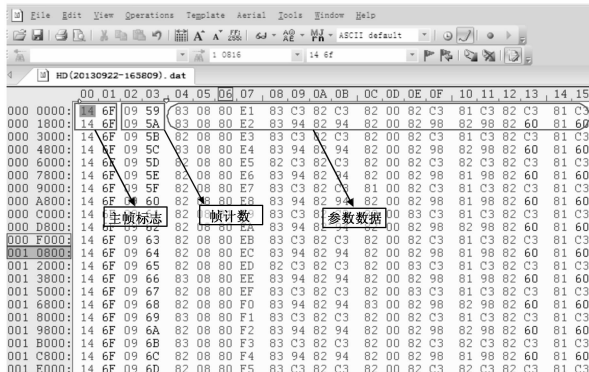 File Edit View Operations Template Aerial Tools Window Help
ASCII default
1 0816 14 6f
HD(20130922-165809).dat
00 01 02 03 04 05 06 07 08 09 0A 0B 0C 0D 0E 0F 10 11 12 13 14 15
000 0000: 14 6F 09 59 83 08 80 E1 83 C3 82 C3 82 00 82 C3 81 C3 82 C3 81 C3
000 1800: 14 6F 09 5A 83 08 80 E2 83 94 82 94 82 00 82 98 82 98 82 60 81 60
000 3000: 14 6F 09 5B 82 08 80 E3 83 C3 82 C3 82 00 83 C3 81 C3 82 C3 81 C3
000 4800: 14 6F 09 5C 82 08 80 E4 83 94 82 94 82 00 82 98 82 98 82 60 81 60
000 6000: 14 6F 09 5D 82 08 80 E5 82 C3 82 C3 82 00 82 C3 81 C3 82 C3 81 C3
000 7800: 14 6F 09 5E 82 08 80 E6 83 94 82 94 82 00 82 98 82 98 82 60 81 60
000 9000: 14 6F 09 5F 82 08 80 E7 83 C3 82 C3 81 00 82 C3 81 C3 82 C3 81 C3
000 A800: 14 6F 09 60 82 08 80 E8 83 94 82 94 82 00 82 98 81 98 82 60 81 60
000 C000: 14 82 00 83 C3 81 C3 82 C3 81 C3
000 D800: 14 82 00 82 98 82 98 82 60 81 60
主帧标志 帧计数 参数数据
000 F000: 14 6F 09 63 82 08 80 EB 83 C3 82 C3 82 00 83 C3 81 C3 82 C3 81 C3
001 0800: 14 6F 09 64 82 08 80 EC 83 94 82 94 82 00 82 98 82 98 82 60 81 60
001 2000: 14 6F 09 65 82 08 80 ED 82 C3 82 C3 82 00 83 C3 81 C3 82 C3 81 C3
001 3800: 14 6F 09 66 83 08 80 EE 83 94 82 94 82 00 82 98 81 98 82 60 81 60
001 5000: 14 6F 09 67 82 08 80 EF 83 C3 82 C3 82 00 83 C3 82 C3 82 C3 81 C3
001 6800: 14 6F 09 68 82 08 80 F0 83 94 82 94 83 00 82 98 82 98 82 60 81 60
001 8000: 14 6F 09 69 83 08 80 F1 83 C3 82 C3 82 00 82 C3 81 C3 82 C3 81 C3
001 9800: 14 6F 09 6A 83 08 80 F2 83 94 82 94 82 00 82 98 82 98 82 60 81 60
001 B000: 14 6F 09 6B 82 08 80 F3 83 C3 82 C3 82 00 82 C3 81 C3 82 C3 81 C3
001 C800: 14 6F 09 6C 82 08 80 F4 83 94 82 94 82 00 82 98 82 98 82 60 81 60
001 E000: 14 6F 09 6D 82 08 80 F5 83 C3 82 C3 82 00 82 C3 81 C3 82 C3 81 C3